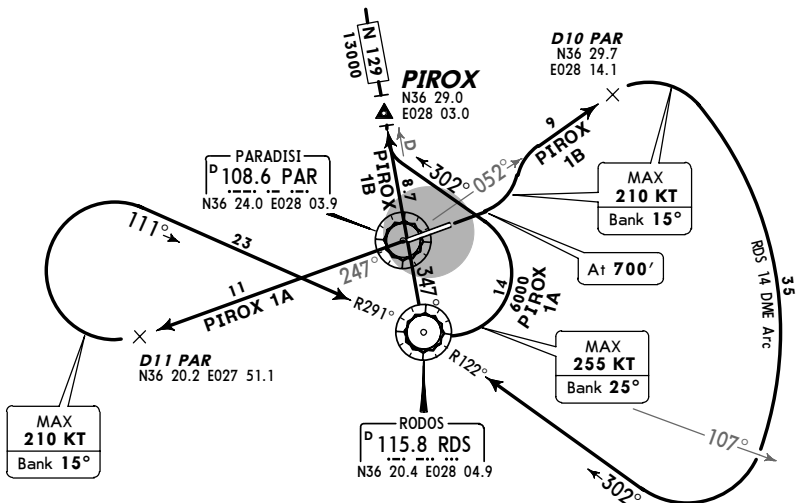 N 129
13000
PIROX
N36 29.0
E028 03.0
D10 PAR
N36 29.7
E028 14.1
D
PIROX
1B
8.7
302°
052°
9
PIROX
1B
MAX
210 KT
Bank 15°
PARADISI
D 108.6 PAR
N36 24.0 E028 03.9
111°
23
247°
11
PIROX 1A
R291°
347°
14
6000
PIROX
1A
At 700'
RDS 14 DME Arc
35
D11 PAR
N36 20.2 E027 51.1
R122°
MAX
255 KT
Bank 25°
MAX
210 KT
Bank 15°
RODOS
D 115.8 RDS
N36 20.4 E028 04.9
107°
302°